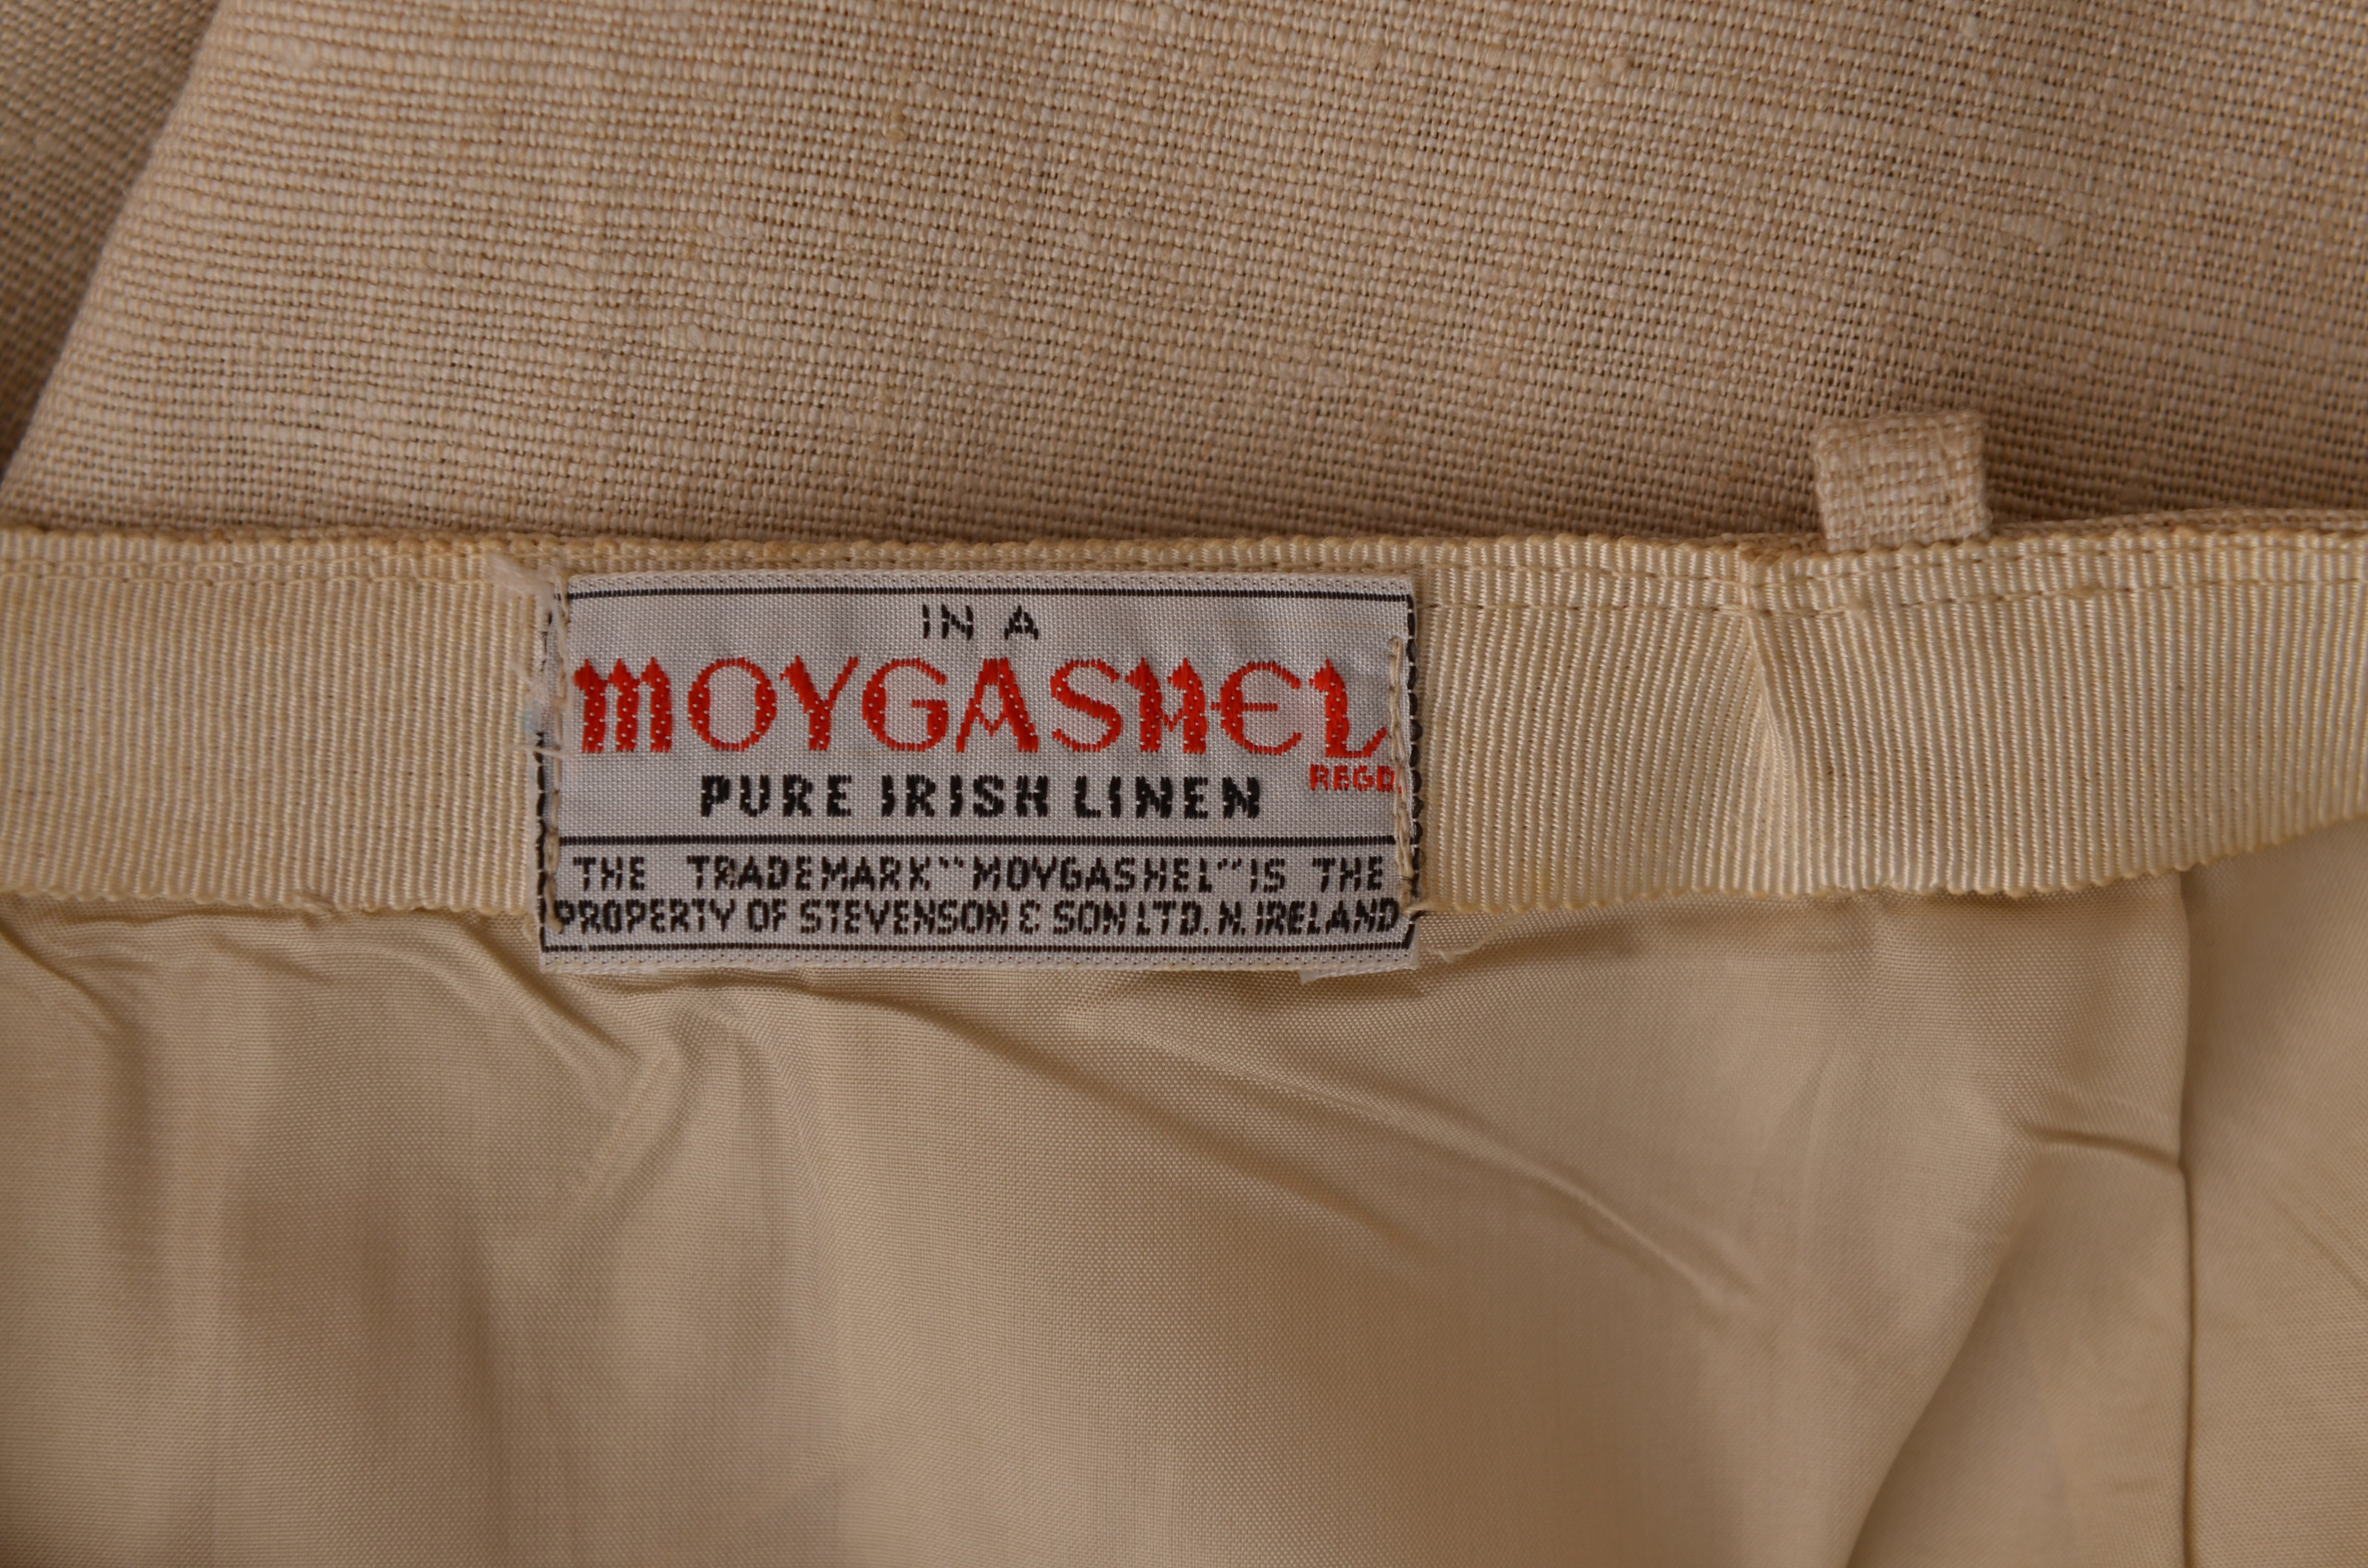 IN A
MOYGASHEL
REGD.
PURE IRISH LINEN
THE TRADEMARK "MOYGASHEL" IS THE
PROPERTY OF STEVENSON & SON LTD. N. IRELAND